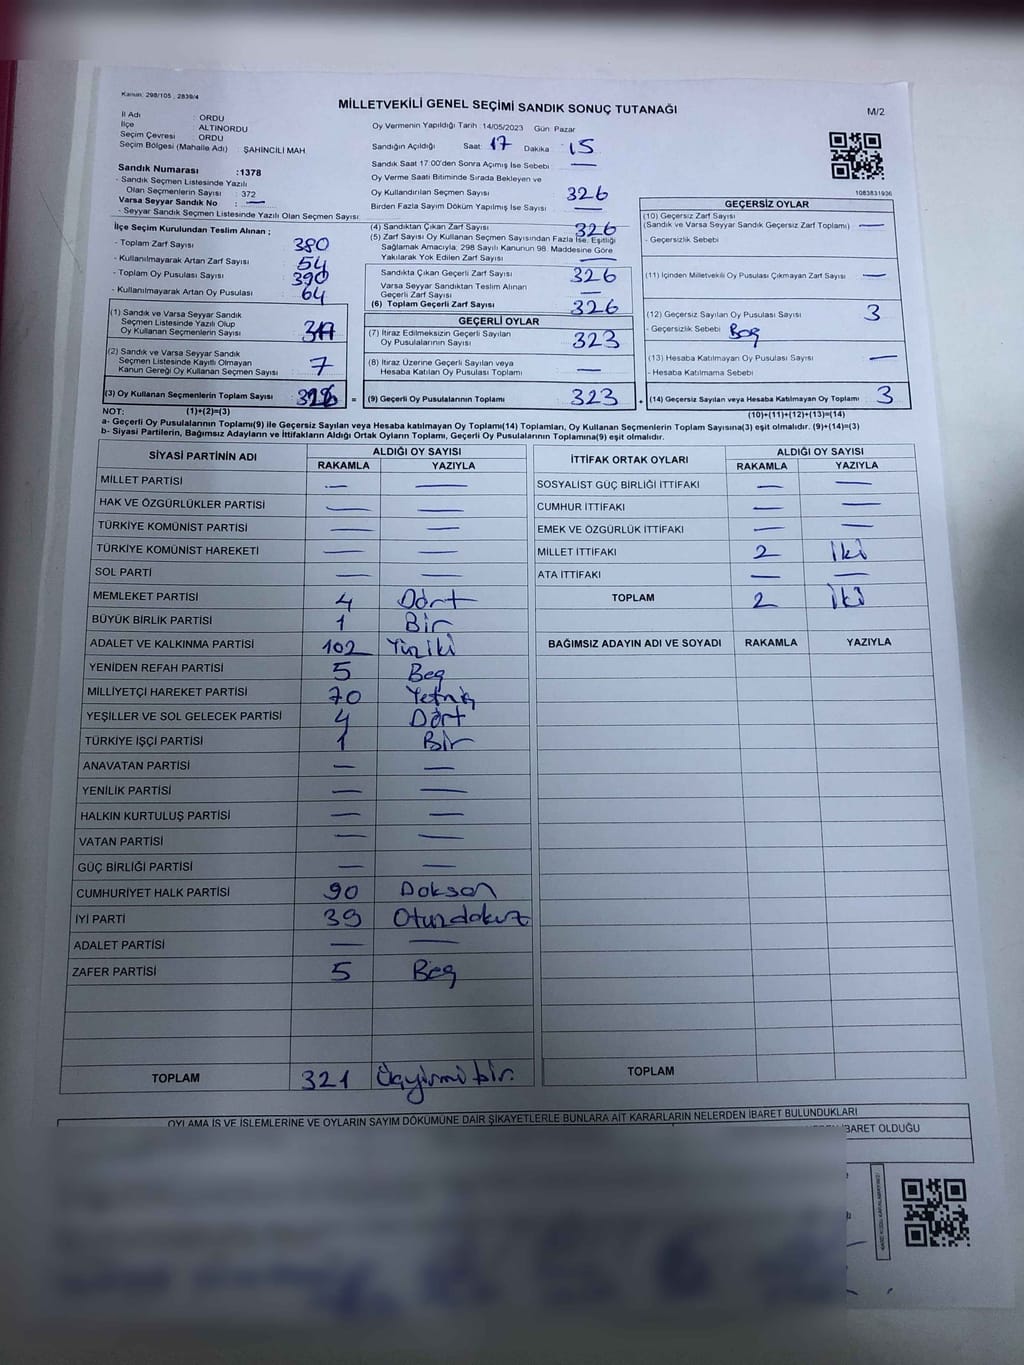 Kanun: 298/105 , 2839/4
MİLLETVEKİLİ GENEL SEÇİMİ SANDIK SONUÇ TUTANAĞI
M/2
İl Adı : ORDU
İlçe ALTINORDU
Seçim Çevresi : ORDU
Seçim Bölgesi (Mahalle Adı) ŞAHİNCİLİ MAH
Sandık Numarası :1378
- Sandık Seçmen Listesinde Yazılı
Olan Seçmenlerin Sayısı : 372
Varsa Seyyar Sandık No : —
- Seyyar Sandık Seçmen Listesinde Yazılı Olan Seçmen Sayısı:
Oy Vermenin Yapıldığı Tarih :14/05/2023 Gün: Pazar
Sandığın Açıldığı Saat: 17 Dakika : 15
Sandık Saat 17:00'den Sonra Açılmış İse Sebebi —
Oy Verme Saati Bitiminde Sırada Bekleyen ve
Oy Kullandırılan Seçmen Sayısı 326
Birden Fazla Sayım Döküm Yapılmış İse Sayısı —
1083831936
İlçe Seçim Kurulundan Teslim Alınan ;
- Toplam Zarf Sayısı : 380
- Kullanılmayarak Artan Zarf Sayısı : 54
- Toplam Oy Pusulası Sayısı : 390
- Kullanılmayarak Artan Oy Pusulası : 64
(1) Sandık ve Varsa Seyyar Sandık
Seçmen Listesinde Yazılı Olup
Oy Kullanan Seçmenlerin Sayısı
(2) Sandık ve Varsa Seyyar Sandık
Seçmen Listesinde Kayıtlı Olmayan
Kanun Gereği Oy Kullanan Seçmen Sayısı 7
(3) Oy Kullanan Seçmenlerin Toplam Sayısı =
(4) Sandıktan Çıkan Zarf Sayısı 326
(5) Zarf Sayısı Oy Kullanan Seçmen Sayısından Fazla İse, Eşitliği
Sağlamak Amacıyla; 298 Sayılı Kanunun 98. Maddesine Göre
Yakılarak Yok Edilen Zarf Sayısı —
Sandıkta Çıkan Geçerli Zarf Sayısı 326
Varsa Seyyar Sandıktan Teslim Alınan
Geçerli Zarf Sayısı —
(6) Toplam Geçerli Zarf Sayısı 326
GEÇERLİ OYLAR
(7) İtiraz Edilmeksizin Geçerli Sayılan
Oy Pusulalarının Sayısı 323
(8) İtiraz Üzerine Geçerli Sayılan veya
Hesaba Katılan Oy Pusulası Toplamı —
(9) Geçerli Oy Pusulalarının Toplamı 323 +
GEÇERSİZ OYLAR
(10) Geçersiz Zarf Sayısı
(Sandık ve Varsa Seyyar Sandık Geçersiz Zarf Toplamı) —
- Geçersizlik Sebebi
(11) İçinden Milletvekili Oy Pusulası Çıkmayan Zarf Sayısı —
(12) Geçersiz Sayılan Oy Pusulası Sayısı 3
- Geçersizlik Sebebi Boş
(13) Hesaba Katılmayan Oy Pusulası Sayısı —
- Hesaba Katılmama Sebebi
(14) Geçersiz Sayılan veya Hesaba Katılmayan Oy Toplamı 3
NOT: (1)+(2)=(3) (10)+(11)+(12)+(13)=(14)
a- Geçerli Oy Pusulalarının Toplamı(9) ile Geçersiz Sayılan veya Hesaba katılmayan Oy Toplamı(14) Toplamları, Oy Kullanan Seçmenlerin Toplam Sayısına(3) eşit olmalıdır. (9)+(14)=(3)
b- Siyasi Partilerin, Bağımsız Adayların ve İttifakların Aldığı Ortak Oyların Toplamı, Geçerli Oy Pusulalarının Toplamına(9) eşit olmalıdır.
SİYASİ PARTİNİN ADI ALDIĞI OY SAYISI
RAKAMLA YAZIYLA
MİLLET PARTİSİ — —
HAK VE ÖZGÜRLÜKLER PARTİSİ — —
TÜRKİYE KOMÜNİST PARTİSİ — —
TÜRKİYE KOMÜNİST HAREKETİ — —
SOL PARTİ — —
MEMLEKET PARTİSİ 4 Dört
BÜYÜK BİRLİK PARTİSİ 1 Bir
ADALET VE KALKINMA PARTİSİ 102 Yüziki
YENİDEN REFAH PARTİSİ 5 Beş
MİLLİYETÇİ HAREKET PARTİSİ 70 Yetmiş
YEŞİLLER VE SOL GELECEK PARTİSİ 4 Dört
TÜRKİYE İŞÇİ PARTİSİ 1 Bir
ANAVATAN PARTİSİ — —
YENİLİK PARTİSİ — —
HALKIN KURTULUŞ PARTİSİ — —
VATAN PARTİSİ — —
GÜÇ BİRLİĞİ PARTİSİ — —
CUMHURİYET HALK PARTİSİ 90 Doksan
İYİ PARTİ 39 Otuzdokuz
ADALET PARTİSİ — —
ZAFER PARTİSİ 5 Beş
TOPLAM 321 Üçyirmi bir.
İTTİFAK ORTAK OYLARI ALDIĞI OY SAYISI
RAKAMLA YAZIYLA
SOSYALIST GÜÇ BİRLİĞİ İTTİFAKI — —
CUMHUR İTTİFAKI — —
EMEK VE ÖZGÜRLÜK İTTİFAKI — —
MİLLET İTTİFAKI 2 İki
ATA İTTİFAKI — —
TOPLAM 2 İki
BAĞIMSIZ ADAYIN ADI VE SOYADI RAKAMLA YAZIYLA
TOPLAM
OYLAMA İŞ VE İŞLEMLERİNE VE OYLARIN SAYIM DÖKÜMÜNE DAİR ŞİKAYETLERLE BUNLARA AİT KARARLARIN NELERDEN İBARET BULUNDUKLARI
İBARET OLDUĞU